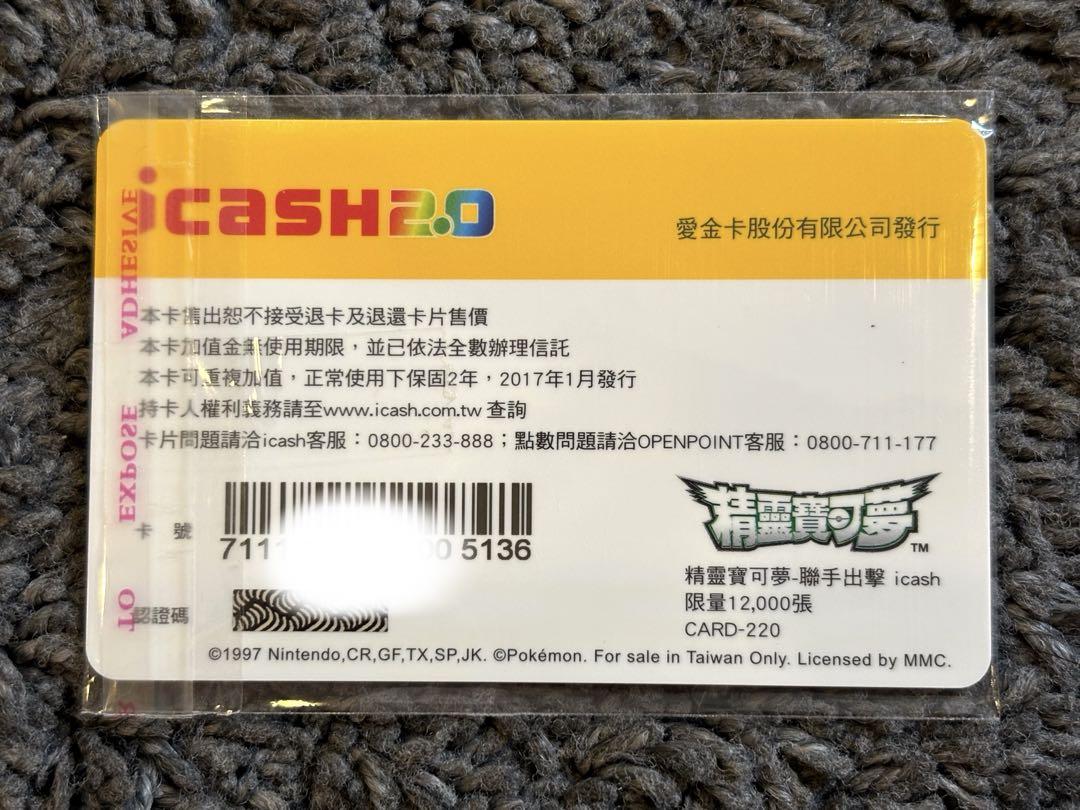 icash2.0
愛金卡股份有限公司發行
本卡售出恕不接受退卡及退還卡片售價
本卡加值金無使用期限，並已依法全數辦理信託
本卡可重複加值，正常使用下保固2年，2017年1月發行
持卡人權利義務請至www.icash.com.tw 查詢
卡片問題請洽icash客服：0800-233-888；點數問題請洽OPENPOINT客服：0800-711-177
卡 號
5136
認證碼
精靈寶可夢™
精靈寶可夢-聯手出擊 icash
限量12,000張
CARD-220
©1997 Nintendo,CR,GF,TX,SP,JK. ©Pokémon. For sale in Taiwan Only. Licensed by MMC.
TO EXPOSE ADHESIVE